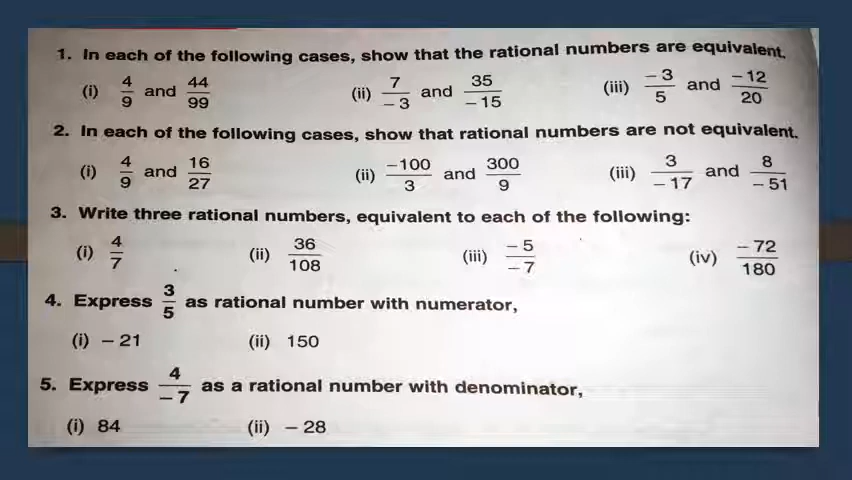 1. In each of the following cases, show that the rational numbers are equivalent.
(i) 4/9 and 44/99 (ii) 7/-3 and 35/-15 (iii) -3/5 and -12/20
2. In each of the following cases, show that rational numbers are not equivalent.
(i) 4/9 and 16/27 (ii) -100/3 and 300/9 (iii) 3/-17 and 8/-51
3. Write three rational numbers, equivalent to each of the following:
(i) 4/7 (ii) 36/108 (iii) -5/-7 (iv) -72/180
4. Express 3/5 as rational number with numerator,
(i) -21 (ii) 150
5. Express 4/-7 as a rational number with denominator,
(i) 84 (ii) -28